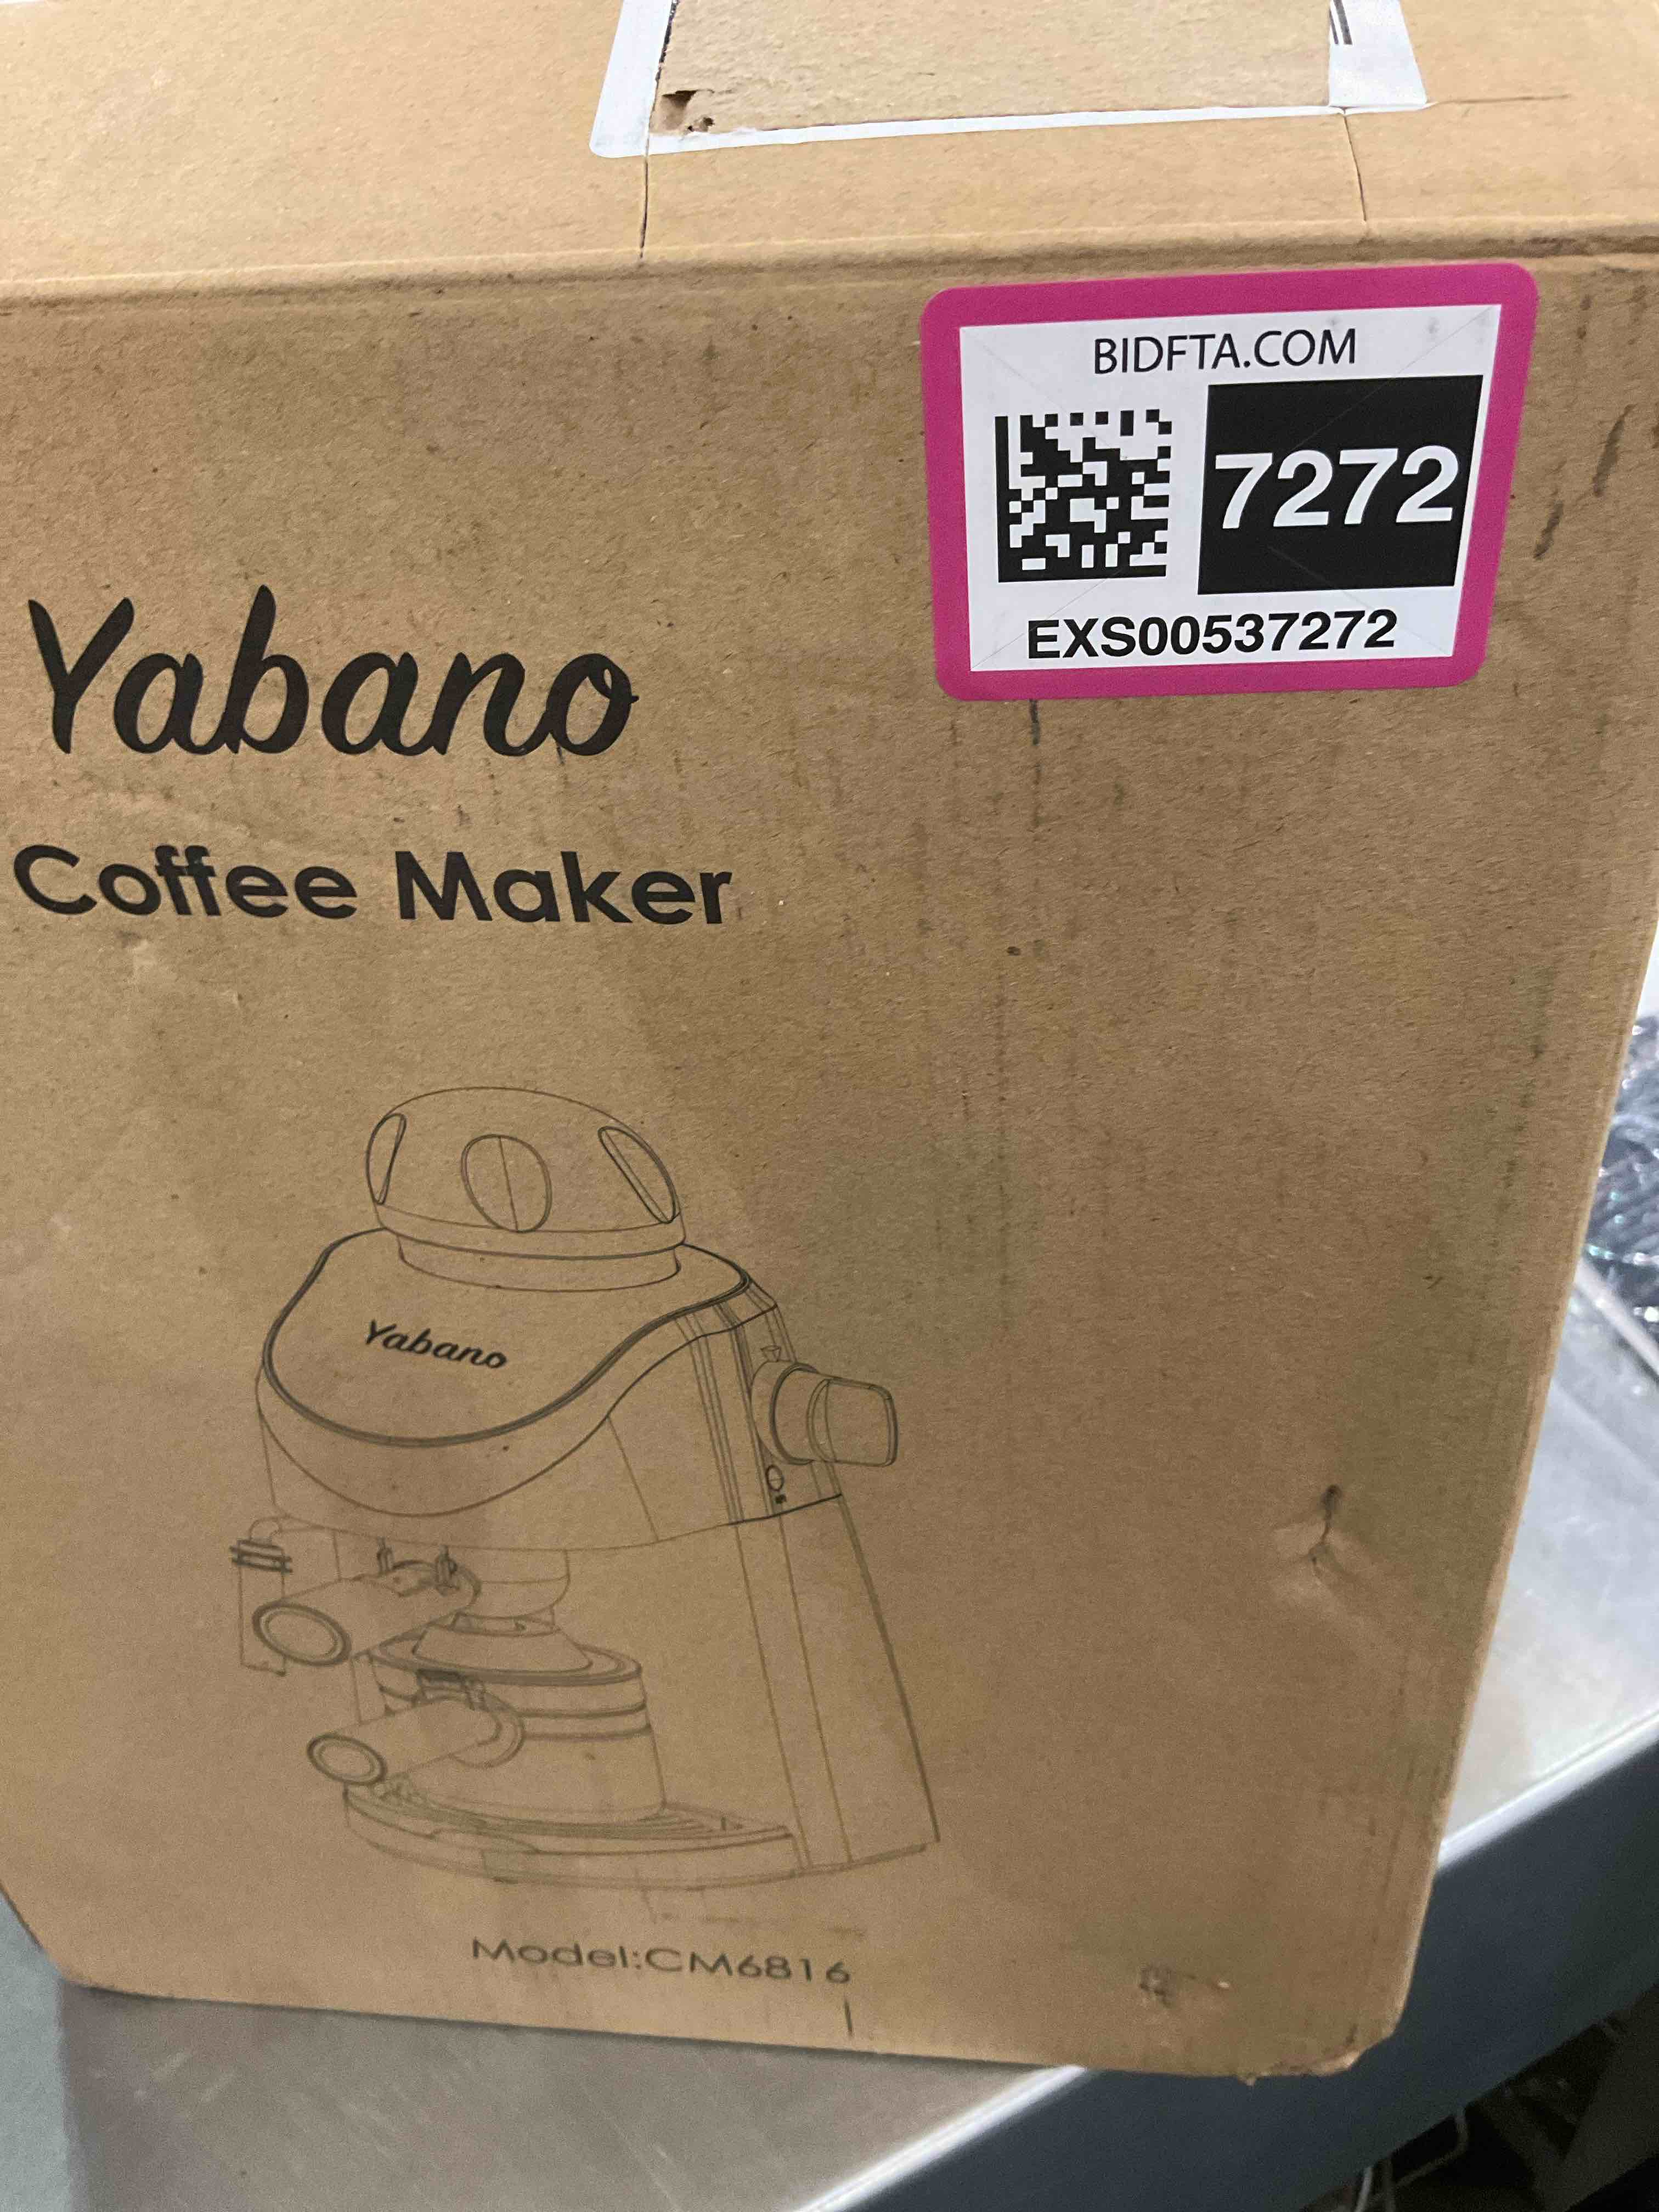 BIDFTA.COM
7272
EXS00537272
Yabano
Coffee Maker
Yabano
Model:CM6816